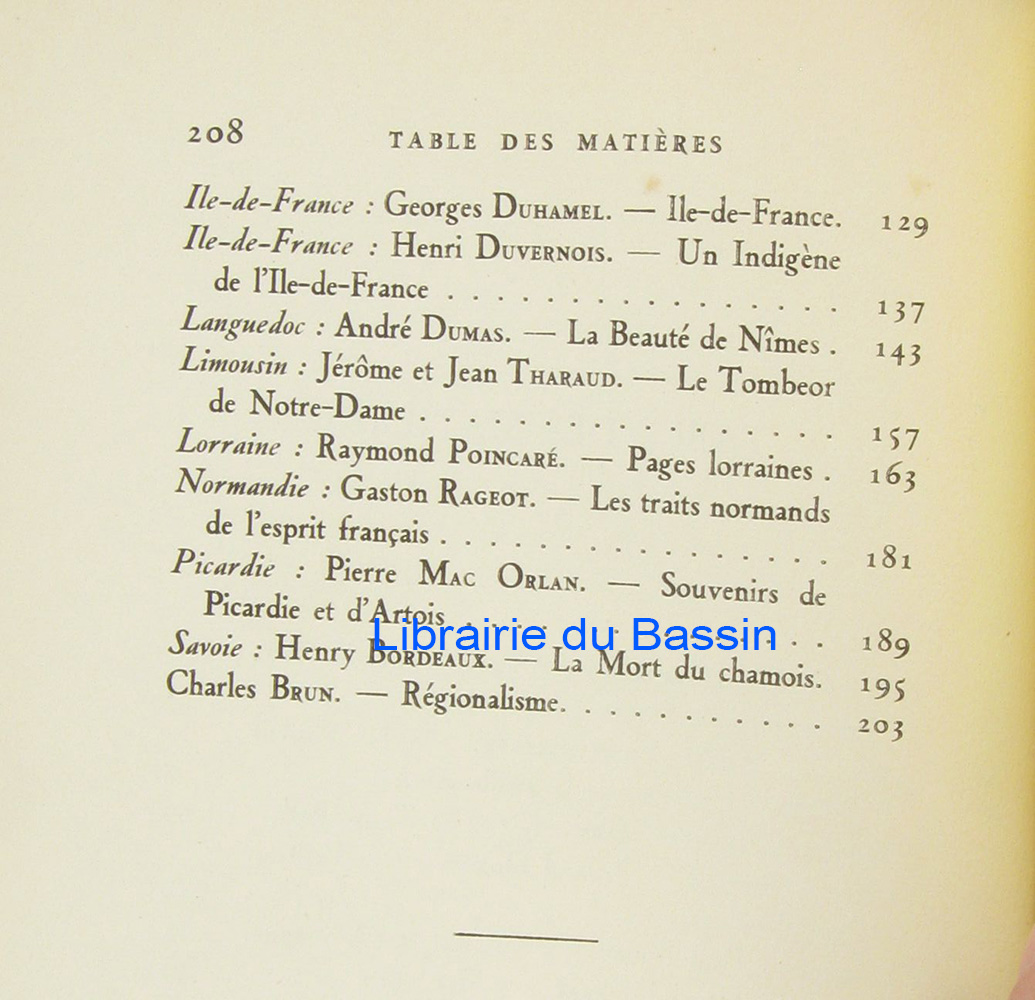 208 TABLE DES MATIÈRES
Ile-de-France : Georges DUHAMEL. — Ile-de-France. 129
Ile-de-France : Henri DUVERNOIS. — Un Indigène
de l'Ile-de-France . . . . . . . . . . . . . . . . 137
Languedoc : André DUMAS. — La Beauté de Nîmes . 143
Limousin : Jérôme et Jean THARAUD. — Le Tombeor
de Notre-Dame . . . . . . . . . . . . . . . . . 157
Lorraine : Raymond POINCARÉ. — Pages lorraines . 163
Normandie : Gaston RAGEOT. — Les traits normands
de l'esprit français . . . . . . . . . . . . . . . . 181
Picardie : Pierre MAC ORLAN. — Souvenirs de
Picardie et d'Artois . . . . . . . . . . . . . . . 189
Librairie du Bassin
Savoie : Henry BORDEAUX. — La Mort du chamois. 195
Charles BRUN. — Régionalisme. . . . . . . . . . . . 203